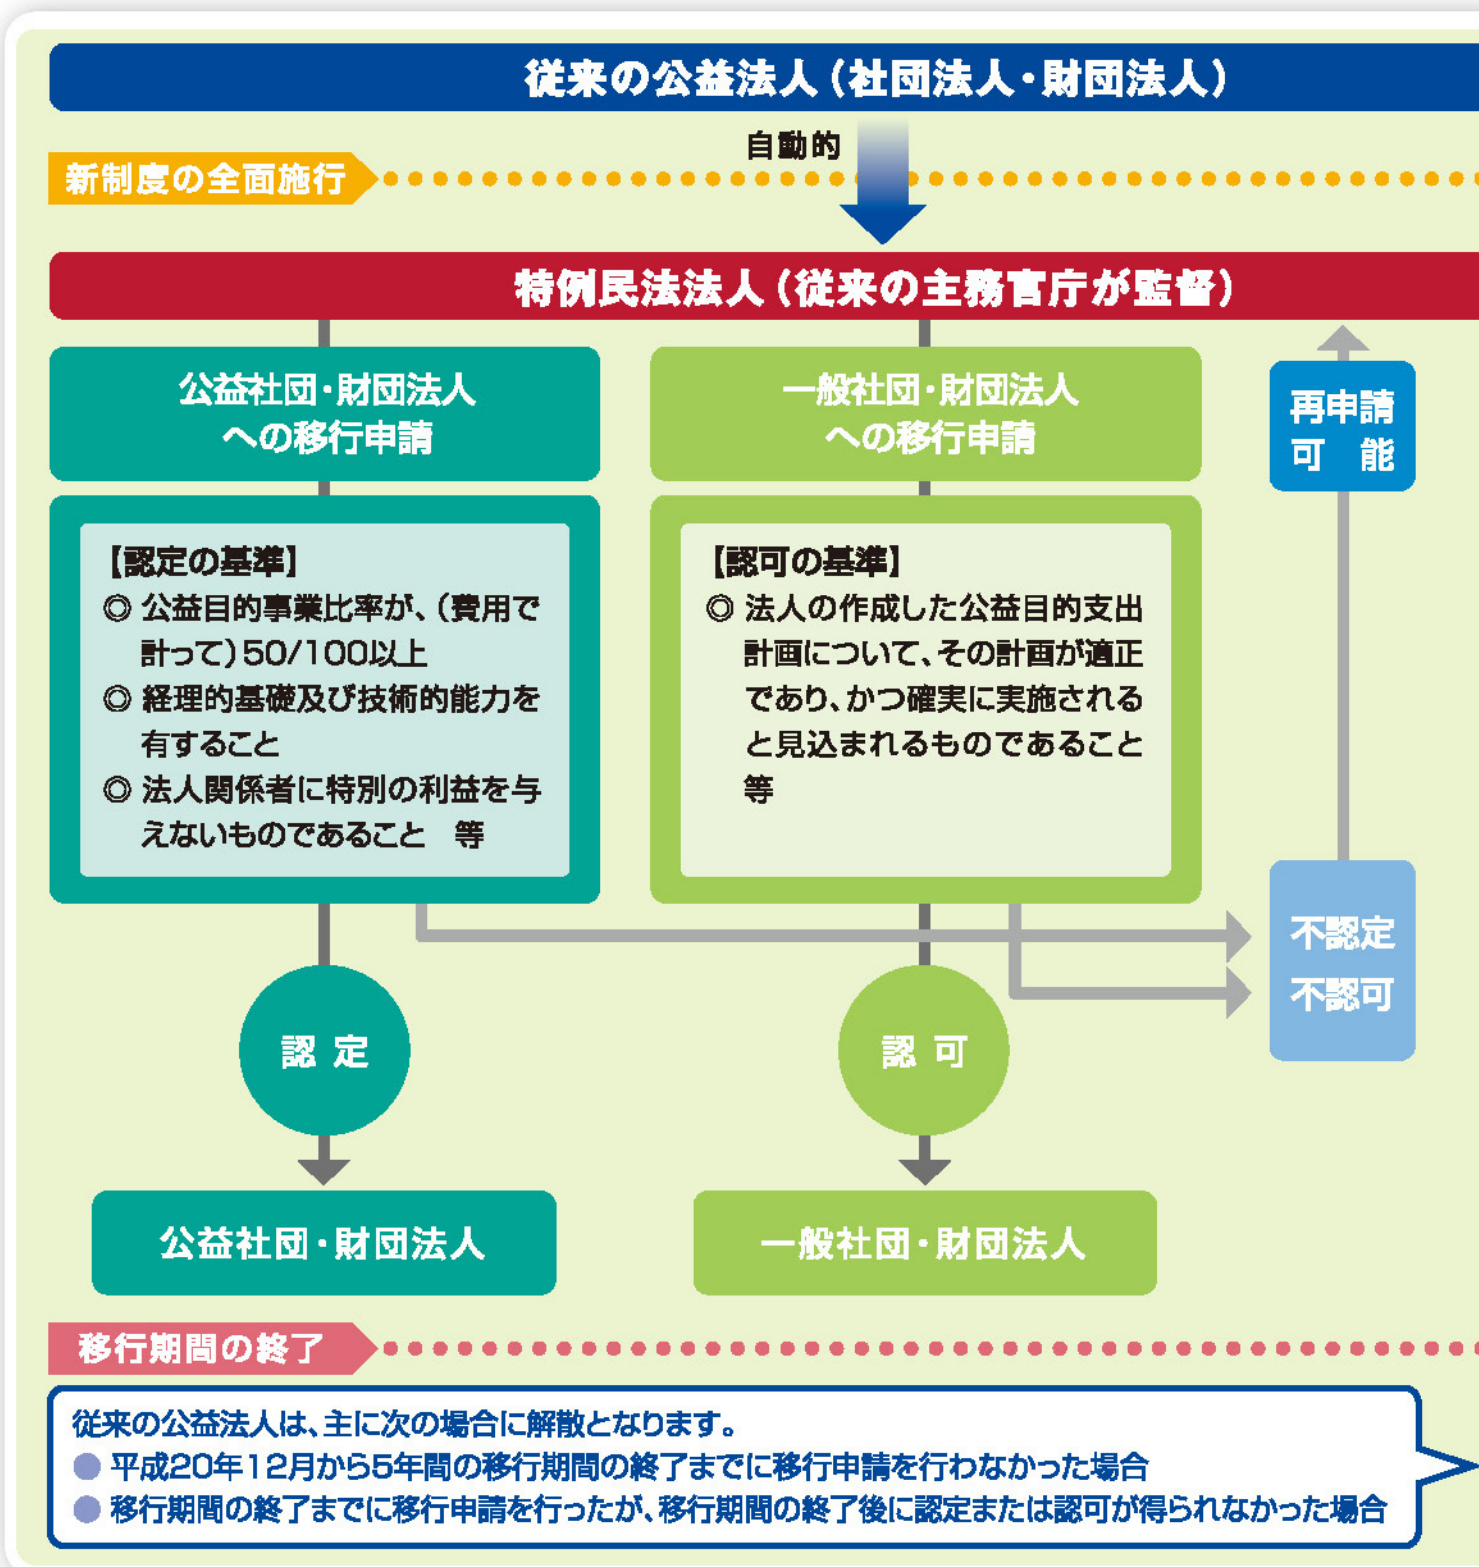 従来の公益法人（社団法人・財団法人）
自動的
新制度の全面施行
特例民法法人（従来の主務官庁が監督）
公益社団・財団法人
への移行申請
一般社団・財団法人
への移行申請
再申請
可　能
【認定の基準】
◎ 公益目的事業比率が、（費用で
計って）50/100以上
◎ 経理的基礎及び技術的能力を
有すること
◎ 法人関係者に特別の利益を与
えないものであること　等
【認可の基準】
◎ 法人の作成した公益目的支出
計画について、その計画が適正
であり、かつ確実に実施される
と見込まれるものであること
等
不認定
不認可
認 定
認 可
公益社団・財団法人
一般社団・財団法人
移行期間の終了
従来の公益法人は、主に次の場合に解散となります。
● 平成20年12月から5年間の移行期間の終了までに移行申請を行わなかった場合
● 移行期間の終了までに移行申請を行ったが、移行期間の終了後に認定または認可が得られなかった場合